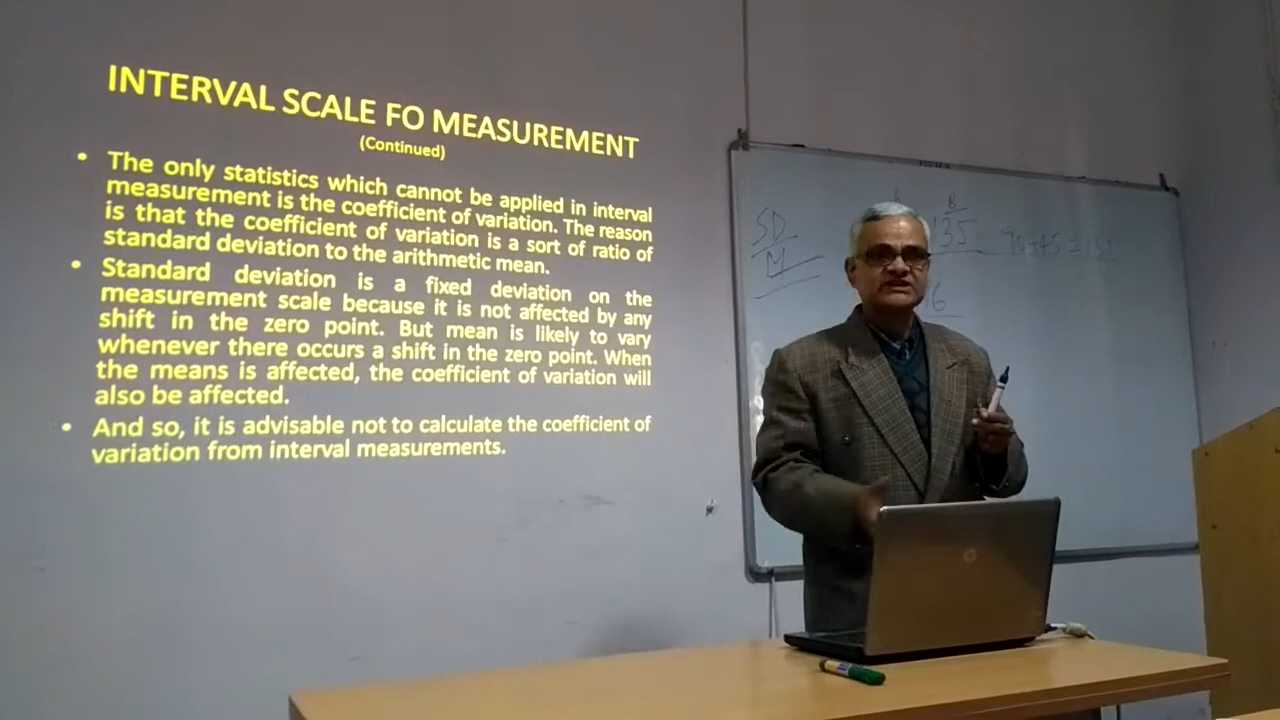 INTERVAL SCALE FO MEASUREMENT
(Continued)
• The only statistics which cannot be applied in interval
measurement is the coefficient of variation. The reason
is that the coefficient of variation is a sort of ratio of
standard deviation to the arithmetic mean.
• Standard deviation is a fixed deviation on the
measurement scale because it is not affected by any
shift in the zero point. But mean is likely to vary
whenever there occurs a shift in the zero point. When
the means is affected, the coefficient of variation will
also be affected.
• And so, it is advisable not to calculate the coefficient of
variation from interval measurements.
SD
M
B
135
6
hp